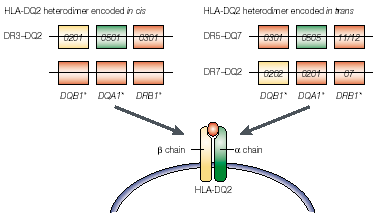 HLA-DQ2 heterodimer encoded in cis
DR3–DQ2
0201 0501 0301
DQB1* DQA1* DRB1*
HLA-DQ2 heterodimer encoded in trans
DR5–DQ7
0301 0505 11/12
DR7–DQ2
0202 0201 07
DQB1* DQA1* DRB1*
β chain
α chain
HLA-DQ2